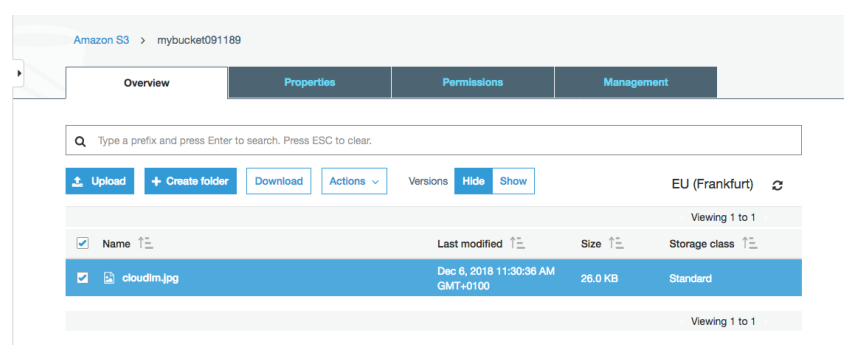 Amazon S3 > mybucket091189
Overview Properties Permissions Management
Type a prefix and press Enter to search. Press ESC to clear.
Upload + Create folder Download Actions Versions Hide Show EU (Frankfurt)
Viewing 1 to 1
Name Last modified Size Storage class
cloudim.jpg Dec 6, 2018 11:30:36 AM
GMT+0100 26.0 KB Standard
Viewing 1 to 1